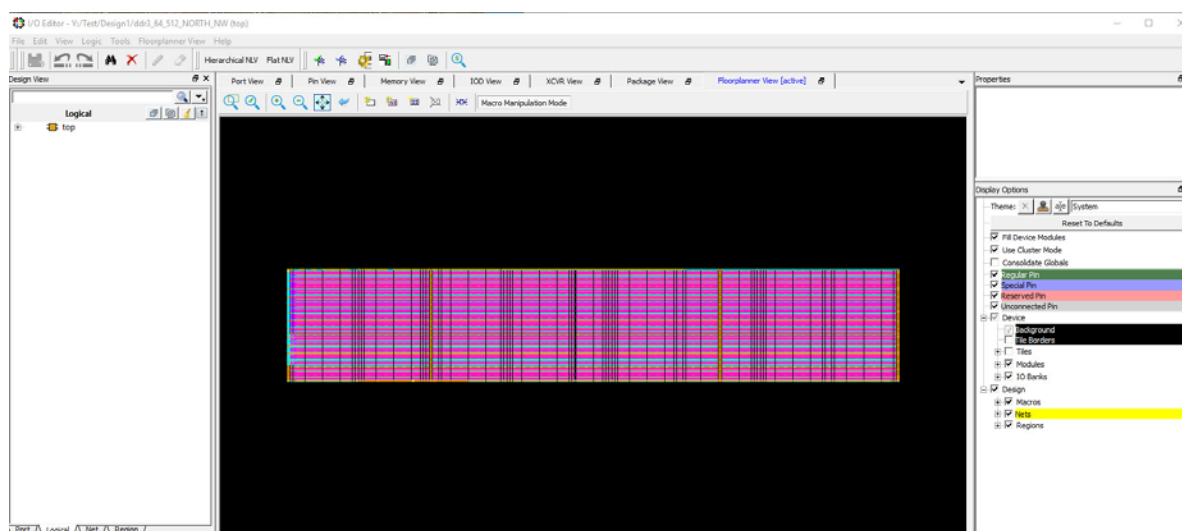 I/O Editor - Y:/Test/Design1/ddr3_64_512_NORTH_NW (top)
File Edit View Logic Tools Floorplanner View Help
Hierarchical NLV Flat NLV
Design View
Port View Pin View Memory View IOD View XCVR View Package View Floorplanner View [active]
Properties
Macro Manipulation Mode
Logical
top
Display Options
Theme: System
Reset To Defaults
Fill Device Modules
Use Cluster Mode
Consolidate Globals
Regular Pin
Special Pin
Reserved Pin
Unconnected Pin
Device
Background
Tile Borders
Tiles
Modules
IO Banks
Design
Macros
Nets
Regions
Port Logical Net Region